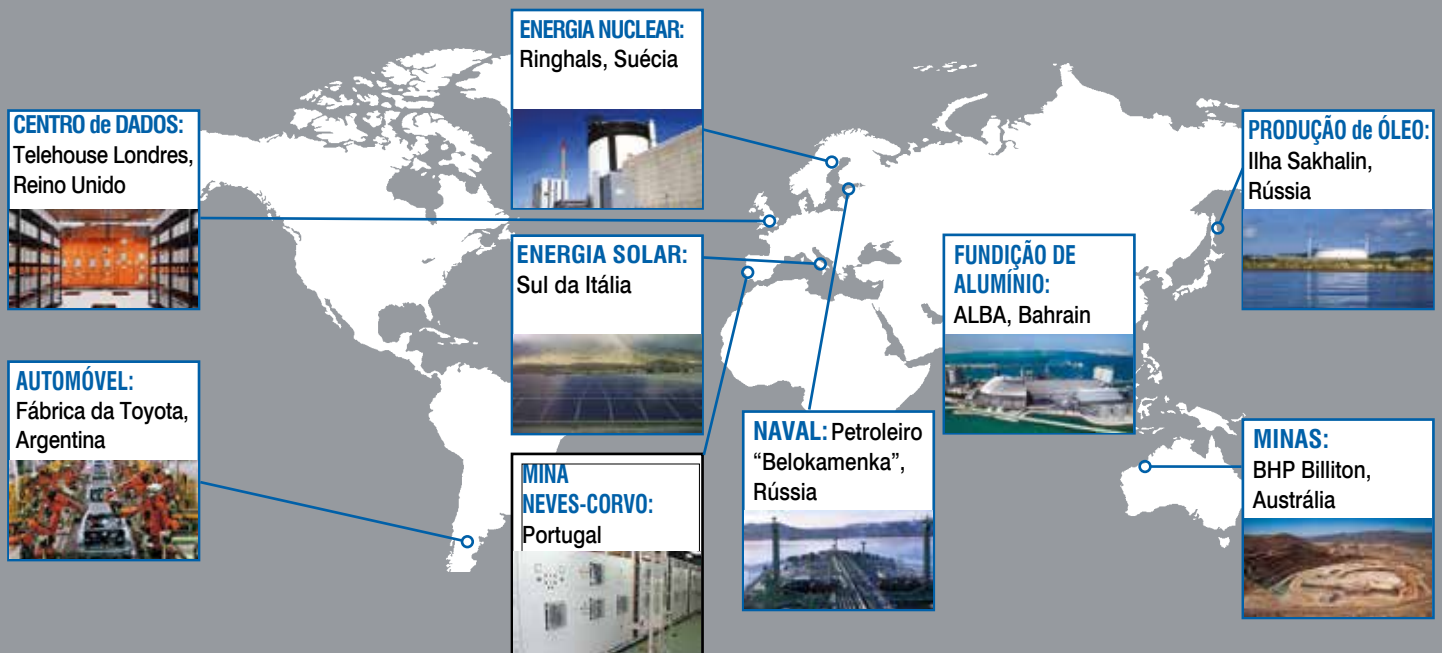 ENERGIA NUCLEAR:
Ringhals, Suécia
CENTRO de DADOS:
Telehouse Londres,
Reino Unido
PRODUÇÃO de ÓLEO:
Ilha Sakhalin,
Rússia
ENERGIA SOLAR:
Sul da Itália
FUNDIÇÃO DE
ALUMÍNIO:
ALBA, Bahrain
AUTOMÓVEL:
Fábrica da Toyota,
Argentina
MINA
NEVES-CORVO:
Portugal
NAVAL: Petroleiro
“Belokamenka”,
Rússia
MINAS:
BHP Billiton,
Austrália